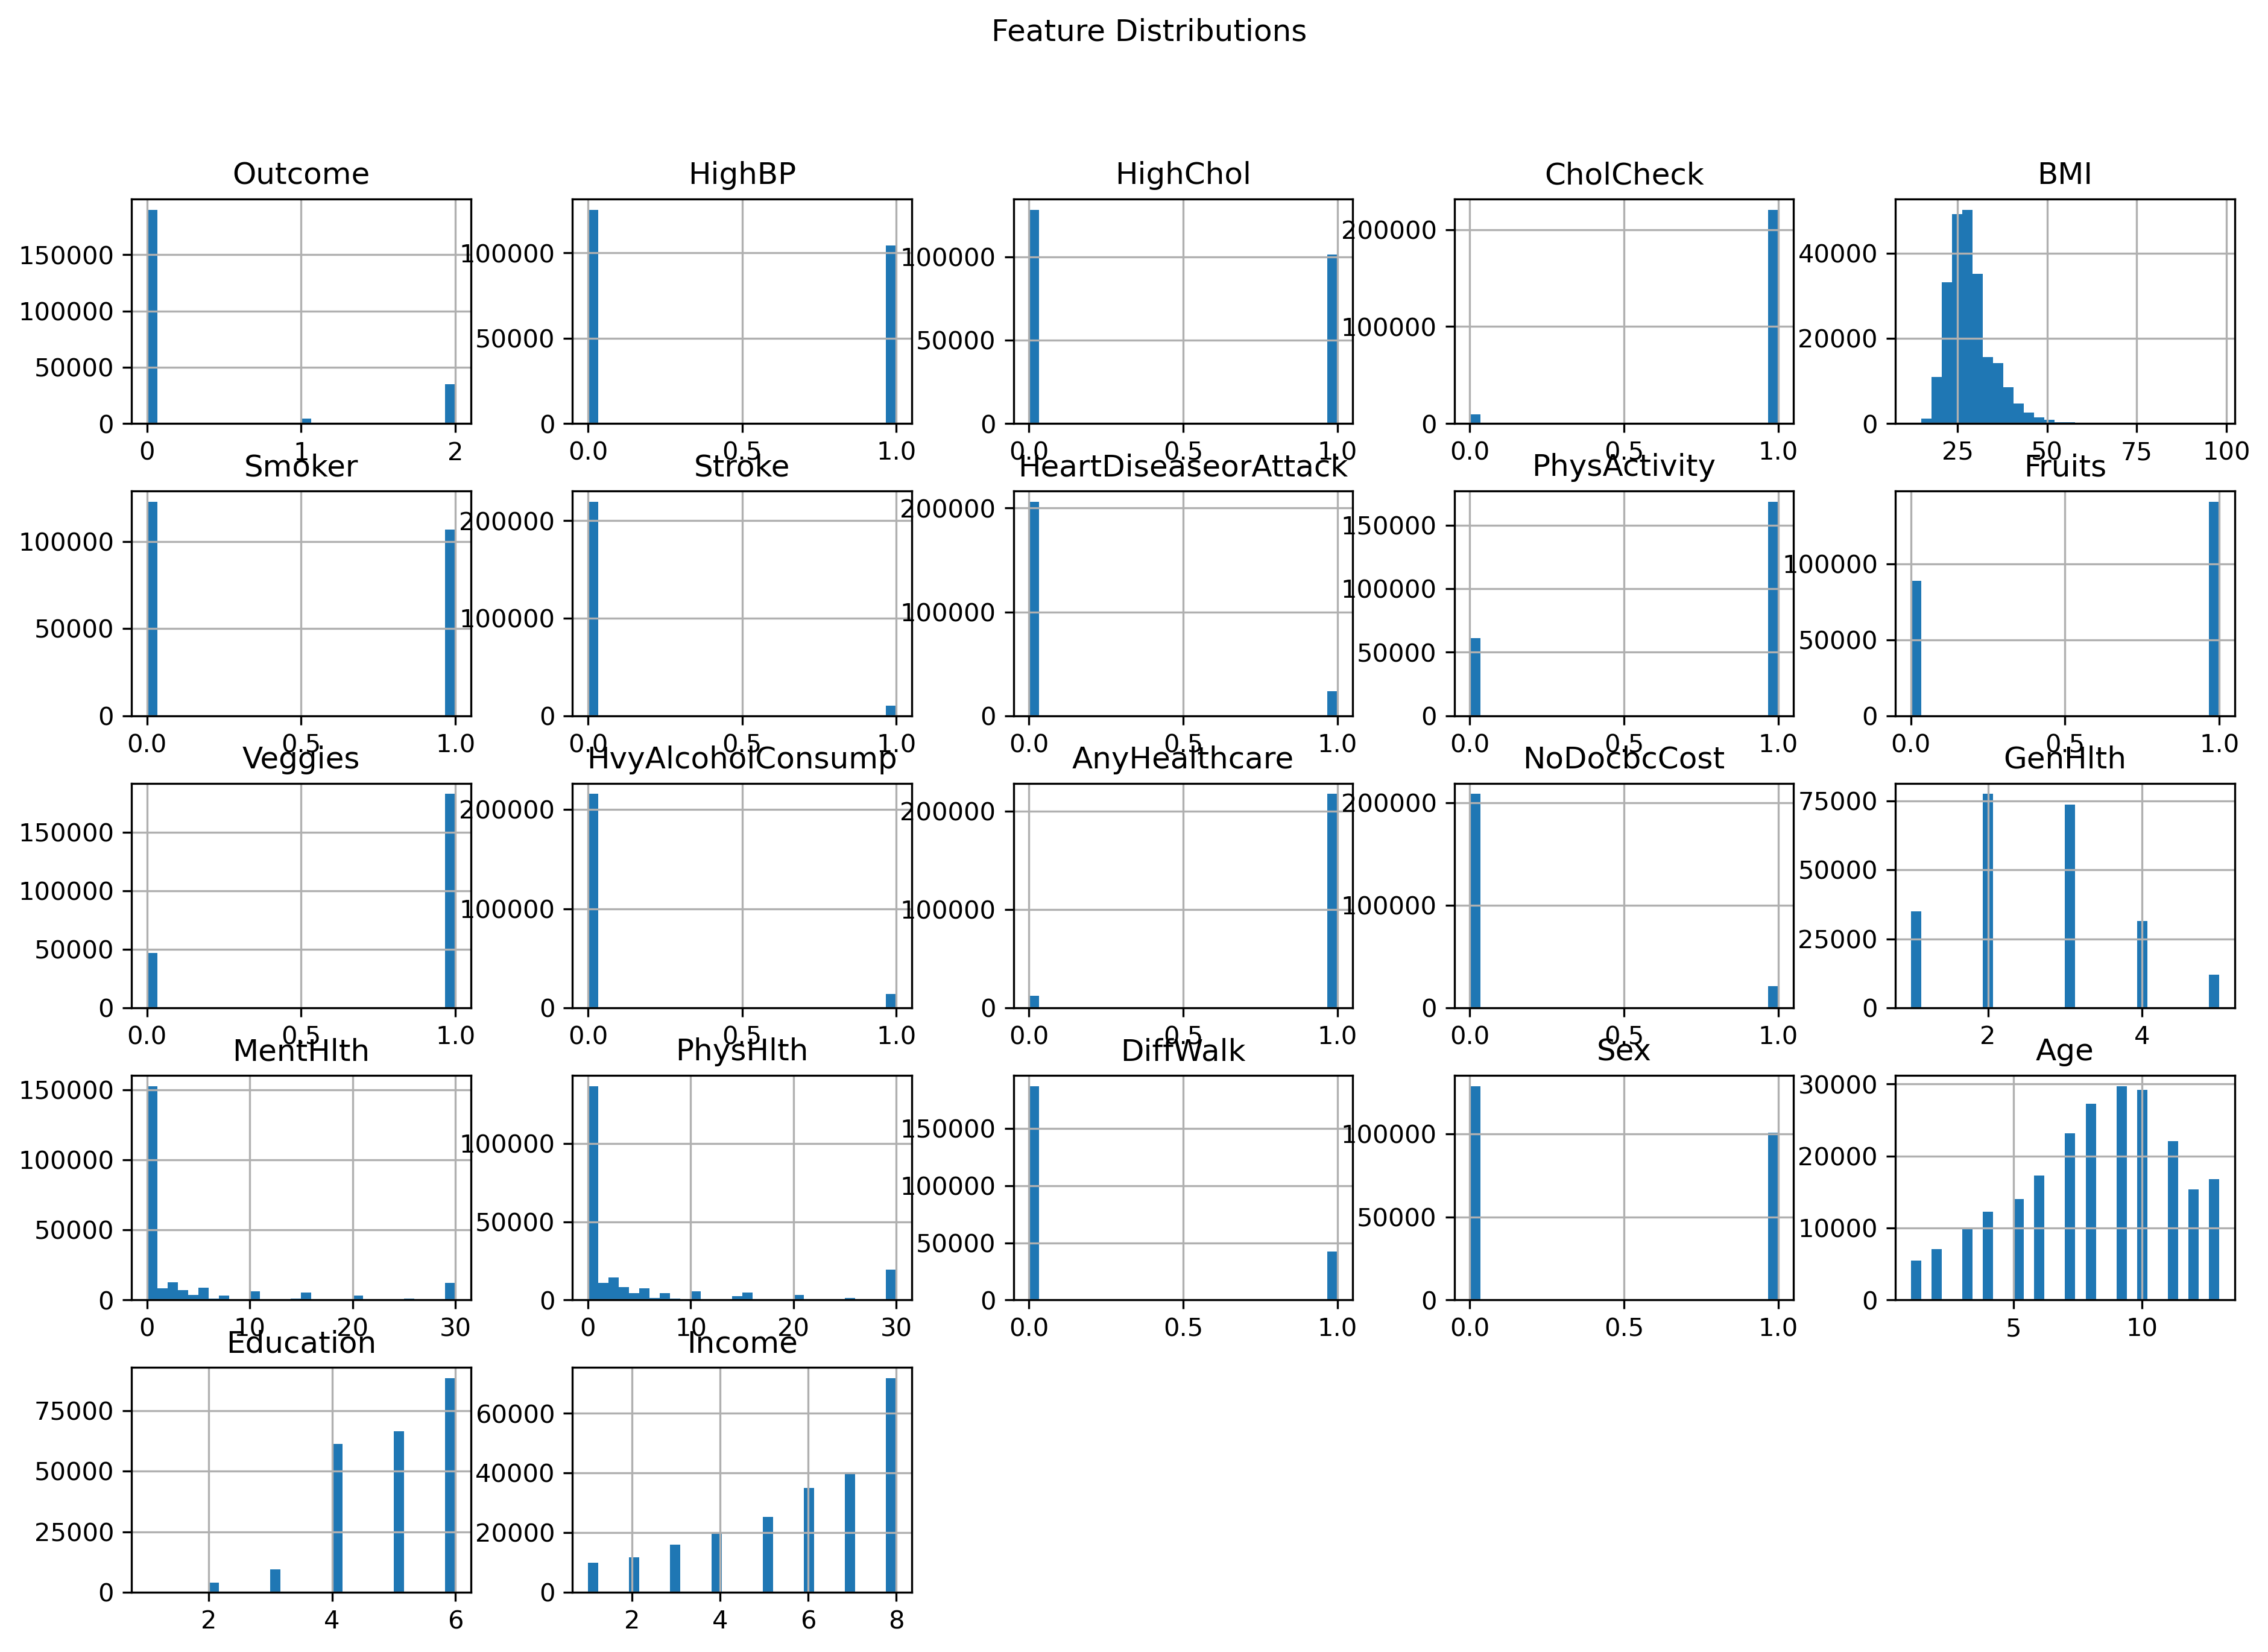 Feature Distributions
Outcome
150000
100000
50000
0
0 1 2
HighBP
100000
50000
0
0.0 0.5 1.0
HighChol
100000
50000
0
0.0 0.5 1.0
CholCheck
200000
100000
0
0.0 0.5 1.0
BMI
40000
20000
0
25 50 75 100
Smoker
100000
50000
0
0.0 0.5 1.0
Stroke
200000
100000
0
0.0 0.5 1.0
HeartDiseaseorAttack
200000
100000
0
0.0 0.5 1.0
PhysActivity
150000
100000
50000
0
0.0 0.5 1.0
Fruits
100000
50000
0
0.0 0.5 1.0
Veggies
150000
100000
50000
0
0.0 0.5 1.0
HvyAlcoholConsump
200000
100000
0
0.0 0.5 1.0
AnyHealthcare
200000
100000
0
0.0 0.5 1.0
NoDocbcCost
200000
100000
0
0.0 0.5 1.0
GenHlth
75000
50000
25000
0
2 4
MentHlth
150000
100000
50000
0
0 10 20 30
PhysHlth
100000
50000
0
0 10 20 30
DiffWalk
150000
100000
50000
0
0.0 0.5 1.0
Sex
100000
50000
0
0.0 0.5 1.0
Age
30000
20000
10000
0
5 10
Education
75000
50000
25000
0
2 4 6
Income
60000
40000
20000
0
2 4 6 8